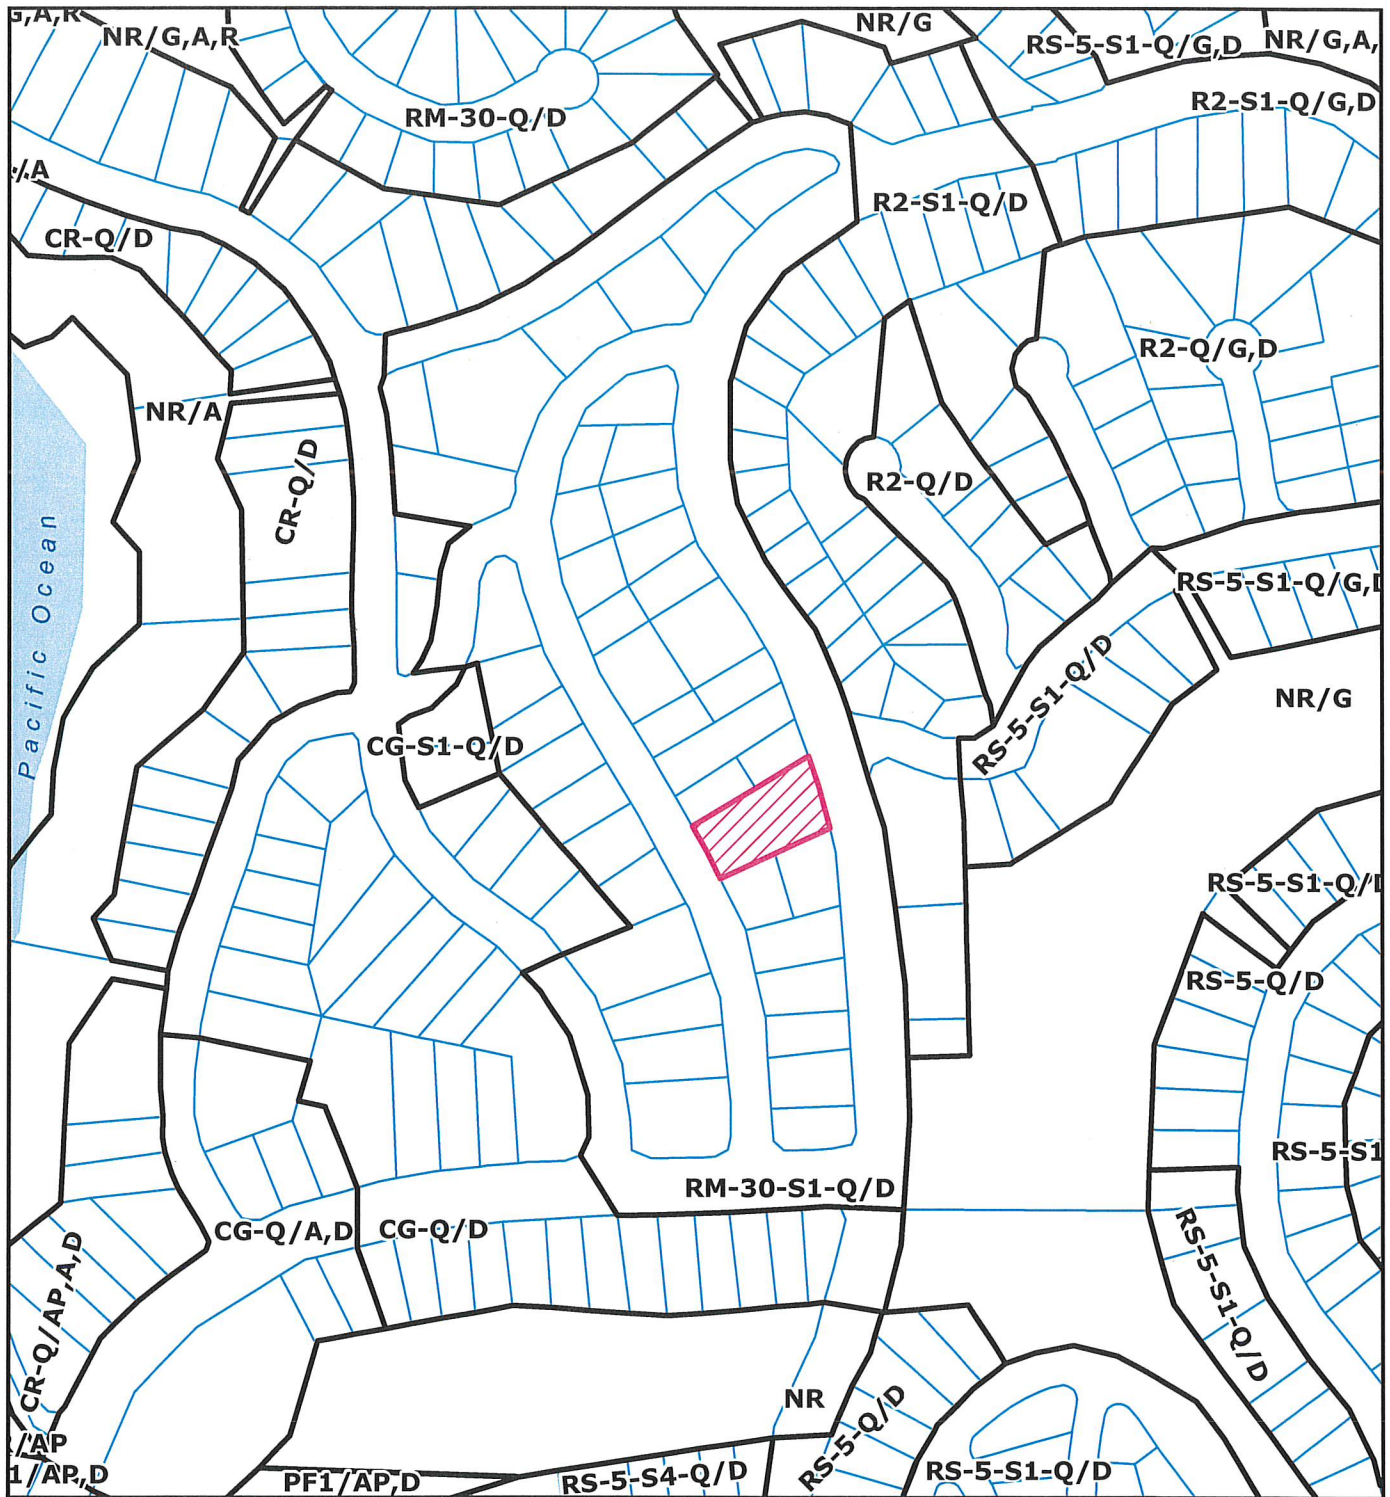 G,A,R
NR/G,A,R
NR/G
RS-5-S1-Q/G,D
NR/G,A,
RM-30-Q/D
R2-S1-Q/G,D
/A
CR-Q/D
R2-S1-Q/D
R2-Q/G,D
NR/A
CR-Q/D
R2-Q/D
Pacific Ocean
RS-5-S1-Q/G,D
RS-5-S1-Q/D
NR/G
CG-S1-Q/D
RS-5-S1-Q/D
RS-5-Q/D
RS-5-S1
RM-30-S1-Q/D
CG-Q/A,D
CG-Q/D
RS-5-S1-Q/D
CR-Q/AP,A,D
NR
RS-5-Q/D
/AP
1/AP,D
PF1/AP,D
RS-5-S4-Q/D
RS-5-S1-Q/D